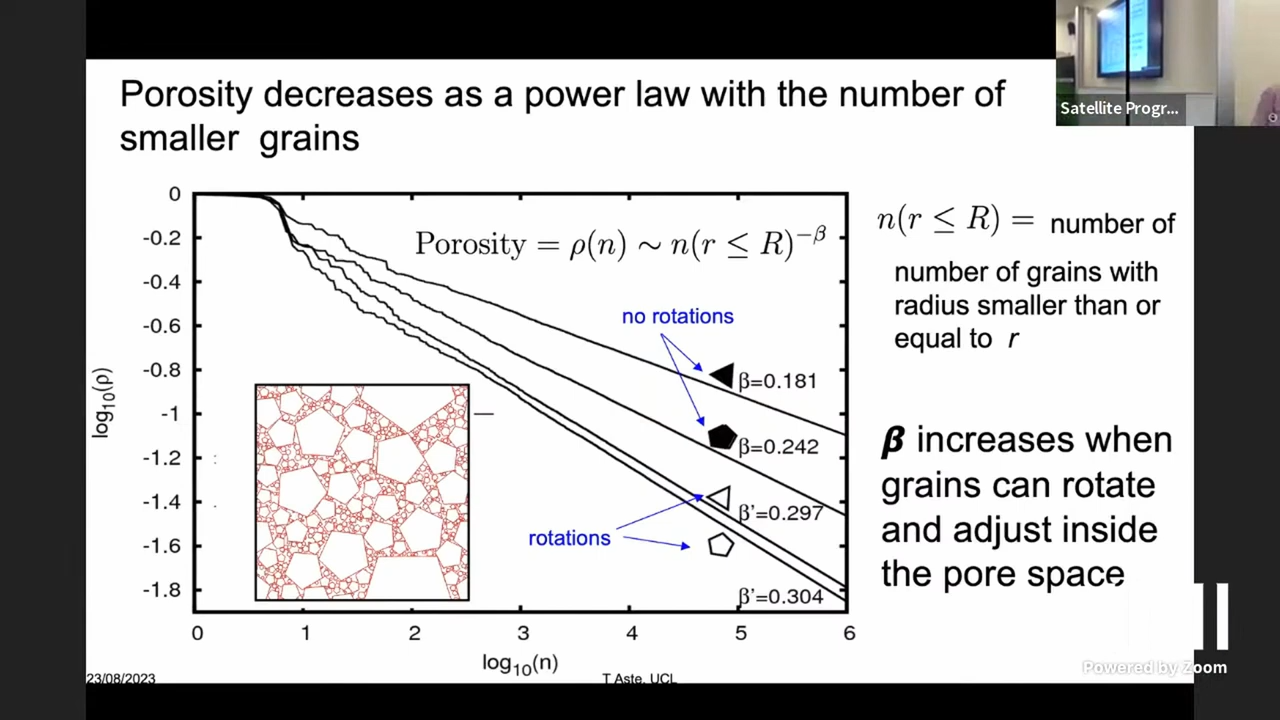 Porosity decreases as a power law with the number of
smaller grains
Satellite Progr...
0
-0.2
-0.4
-0.6
-0.8
-1
-1.2
-1.4
-1.6
-1.8
log10(ρ)
Porosity = ρ(n) ∼ n(r ≤ R)^−β
no rotations
β=0.181
β=0.242
β'=0.297
rotations
β'=0.304
0 1 2 3 4 5 6
log10(n)
n(r ≤ R) = number of
number of grains with
radius smaller than or
equal to r
β increases when
grains can rotate
and adjust inside
the pore space
23/08/2023
T Aste, UCL
Powered by Zoom